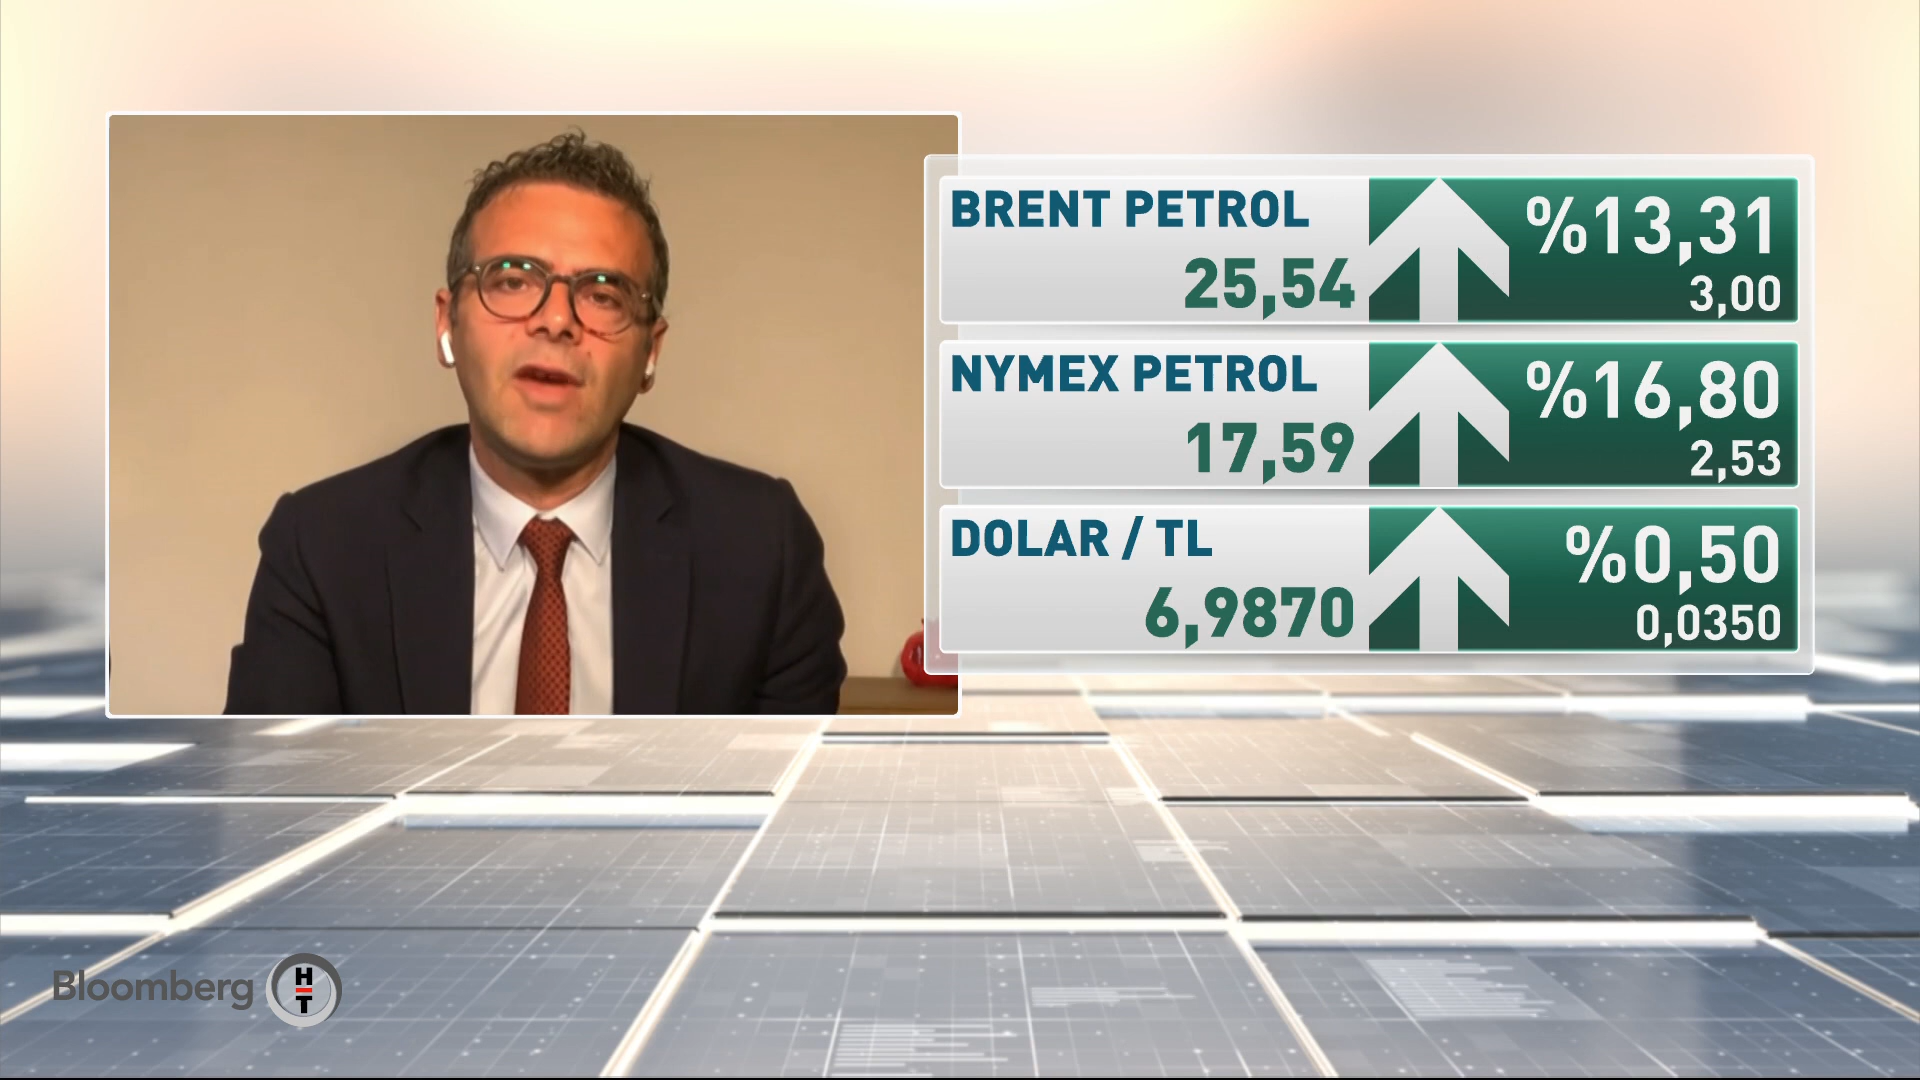 BRENT PETROL
25,54
%13,31
3,00
NYMEX PETROL
17,59
%16,80
2,53
DOLAR / TL
6,9870
%0,50
0,0350
Bloomberg HT